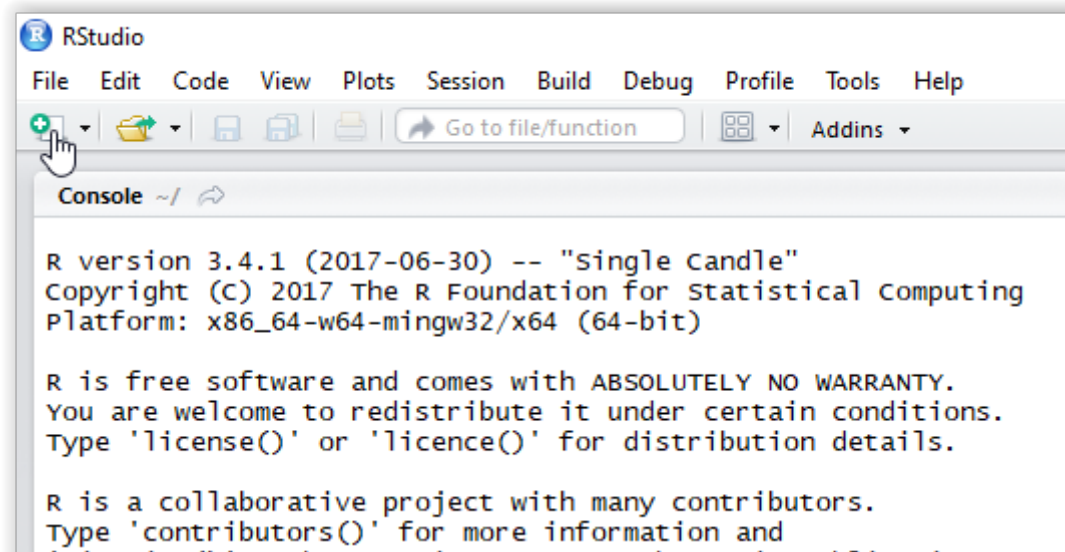 RStudio
File Edit Code View Plots Session Build Debug Profile Tools Help
Go to file/function Addins
Console ~/
R version 3.4.1 (2017-06-30) -- "Single Candle"
Copyright (C) 2017 The R Foundation for Statistical Computing
Platform: x86_64-w64-mingw32/x64 (64-bit)
R is free software and comes with ABSOLUTELY NO WARRANTY.
You are welcome to redistribute it under certain conditions.
Type 'license()' or 'licence()' for distribution details.
R is a collaborative project with many contributors.
Type 'contributors()' for more information and